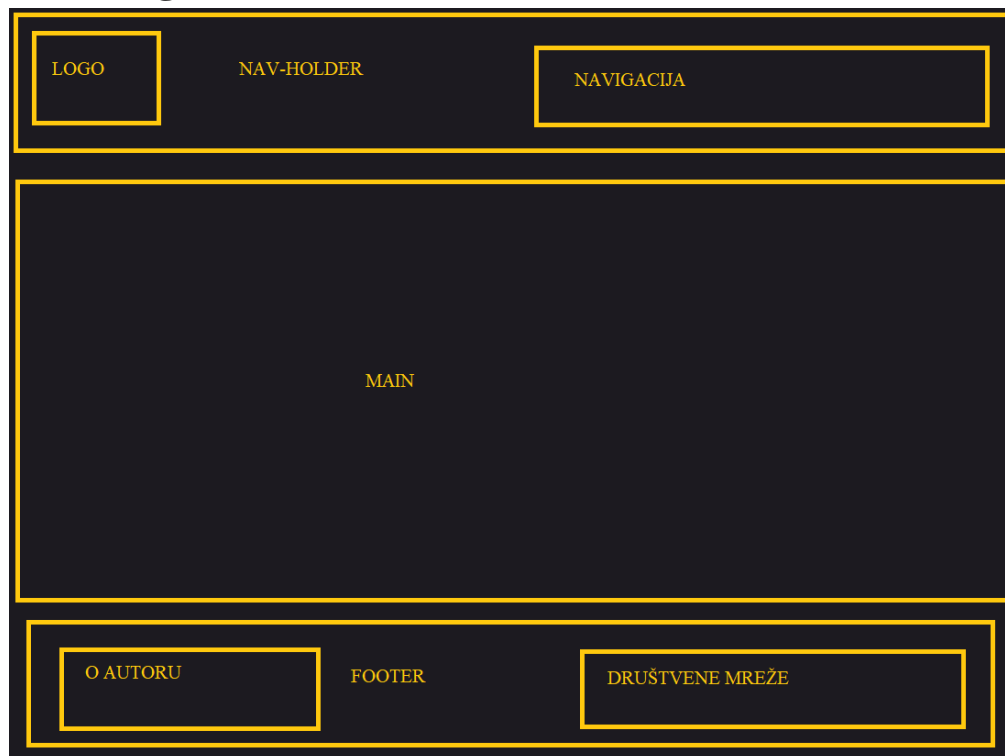 LOGO
NAV-HOLDER
NAVIGACIJA
MAIN
O AUTORU
FOOTER
DRUŠTVENE MREŽE